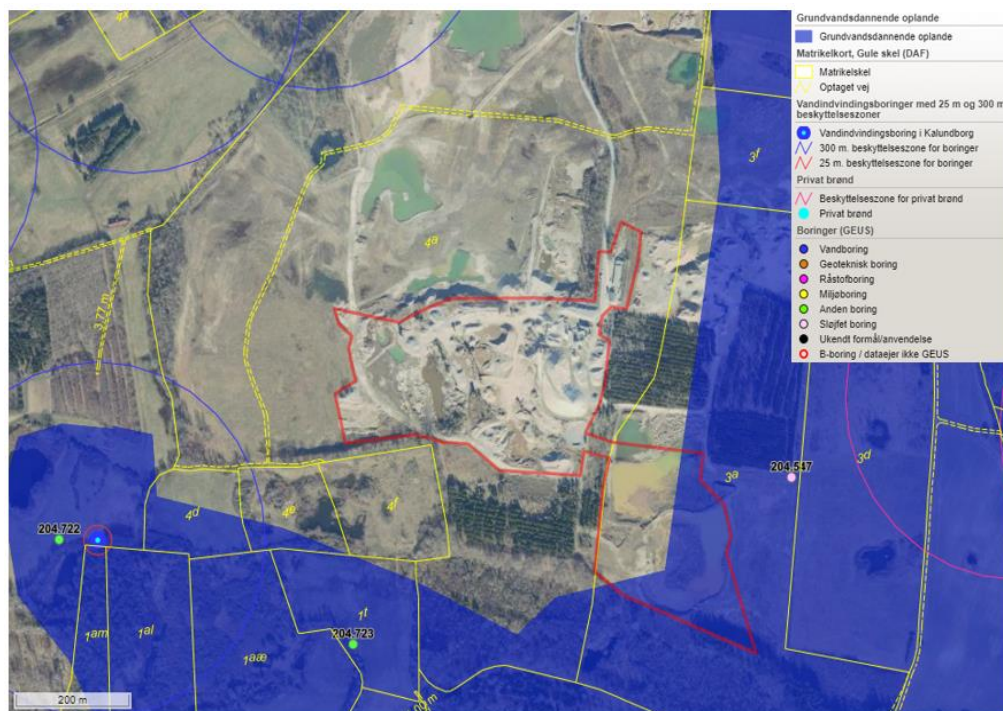 Grundvandsdannende oplande
Grundvandsdannende oplande
Matrikelkort, Gule skel (DAF)
Matrikelskel
Optaget vej
Vandindvindingsboringer med 25 m og 300 m
beskyttelseszoner
Vandindvindingsboring i Kalundborg
300 m. beskyttelseszone for boringer
25 m. beskyttelseszone for boringer
Privat brønd
Beskyttelseszone for privat brønd
Privat brønd
Boringer (GEUS)
Vandboring
Geoteknisk boring
Råstofboring
Miljøboring
Anden boring
Sløjfet boring
Ukendt formål/anvendelse
B-boring / dataejer ikke GEUS
3f
4a
3,77 m
204.547
3a
3d
4d
4e
4f
204.722
1am
1al
1aæ
1t
204.723
200 m